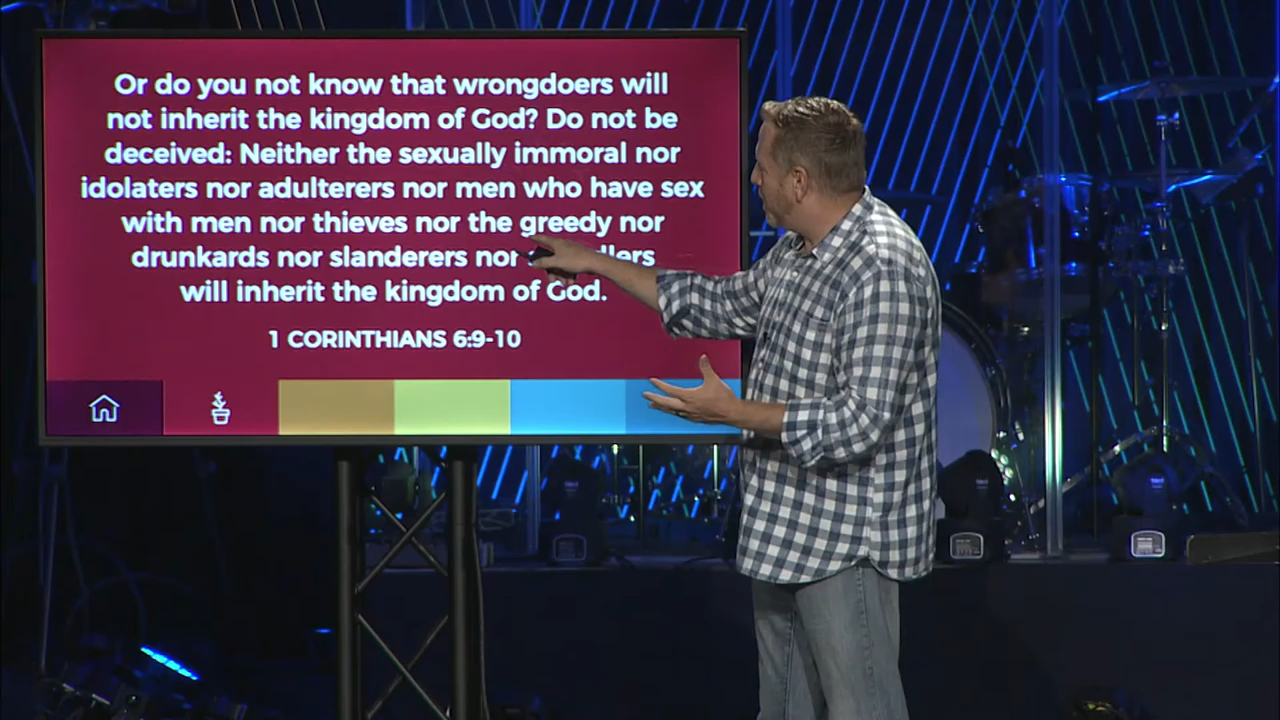 Or do you not know that wrongdoers will
not inherit the kingdom of God? Do not be
deceived: Neither the sexually immoral nor
idolaters nor adulterers nor men who have sex
with men nor thieves nor the greedy nor
drunkards nor slanderers nor
will inherit the kingdom of God.
1 CORINTHIANS 6:9-10